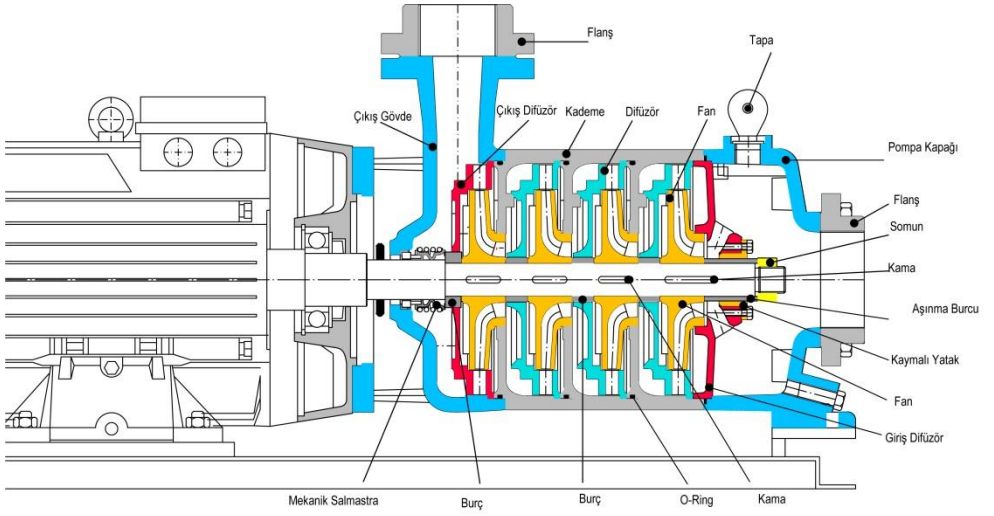 Flanş
Tapa
Çıkış Gövde
Çıkış Difüzör
Kademe
Difüzör
Fan
Pompa Kapağı
Flanş
Somun
Kama
Aşınma Burcu
Kaymalı Yatak
Fan
Giriş Difüzör
Mekanik Salmastra
Burç
Burç
O-Ring
Kama